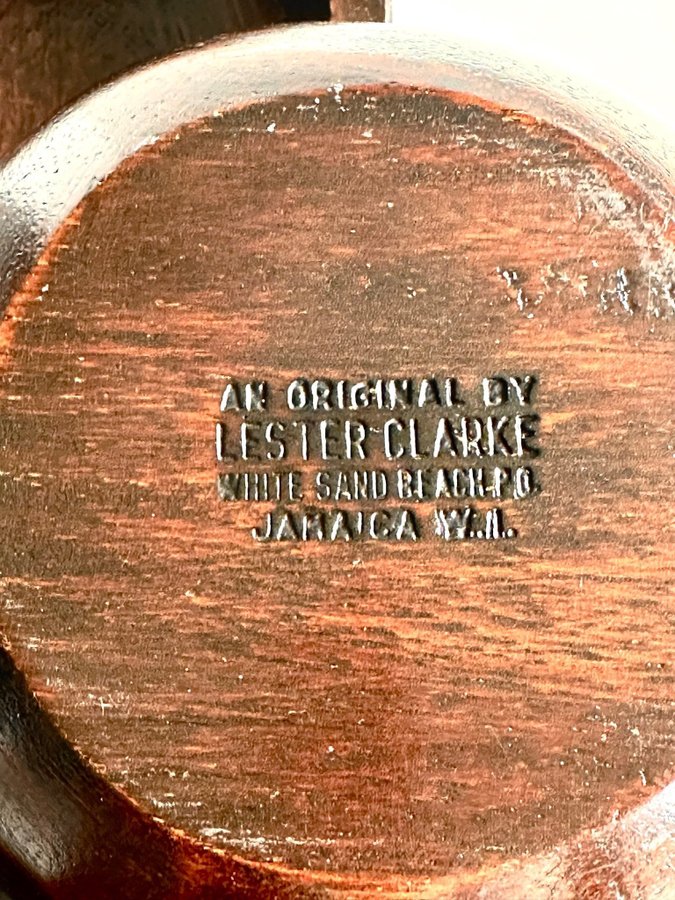 AN ORIGINAL BY
LESTER CLARKE
WHITE SAND BEACH P.O.
JAMAICA W.I.